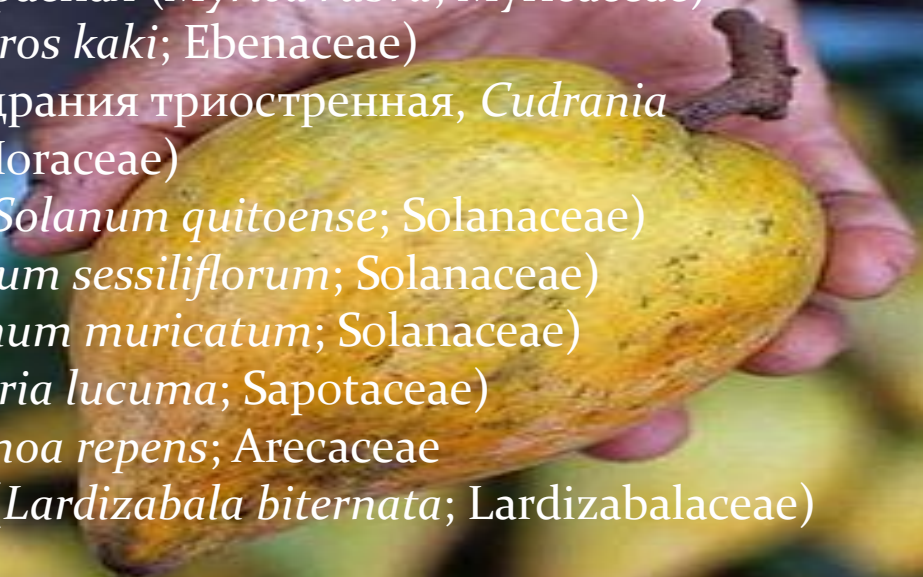 ros kaki; Ebenaceae)
драния триостренная, Cudrania
oraceae)
Solanum quitoense; Solanaceae)
um sessiliflorum; Solanaceae)
num muricatum; Solanaceae)
ria lucuma; Sapotaceae)
noa repens; Arecaceae
(Lardizabala biternata; Lardizabalaceae)